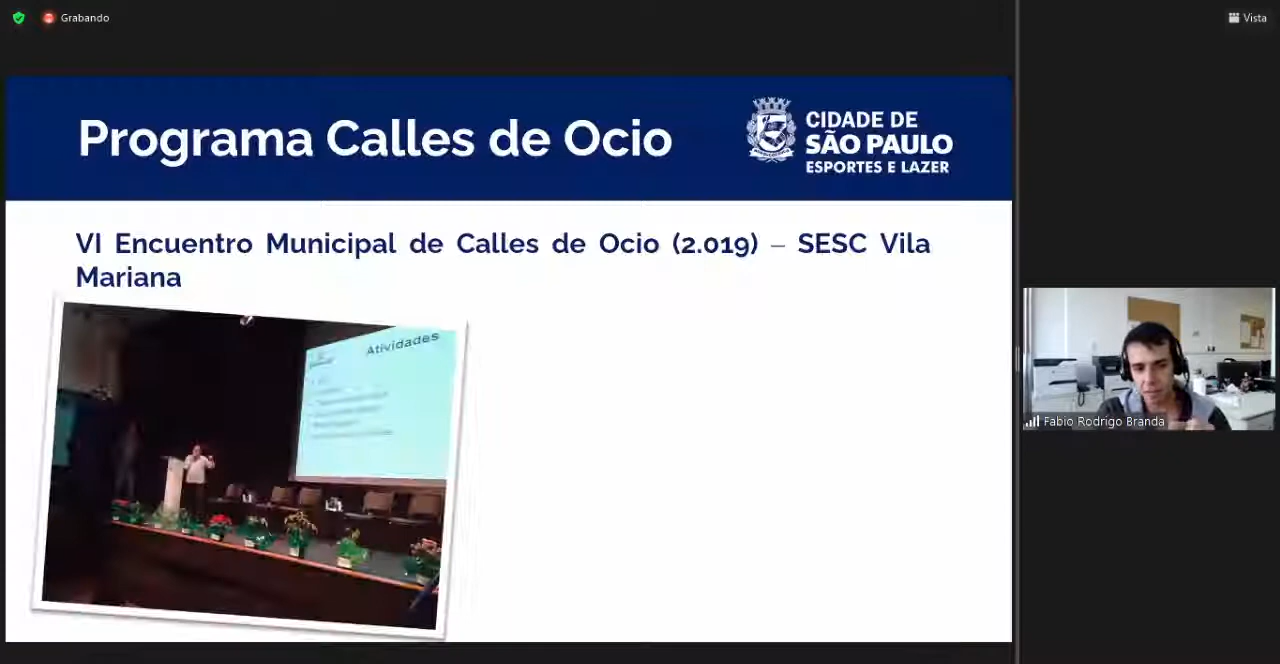 Grabando
Vista
Programa Calles de Ocio
CIDADE DE
SÃO PAULO
ESPORTES E LAZER
VI Encuentro Municipal de Calles de Ocio (2.019) – SESC Vila
Mariana
Atividades
Fabio Rodrigo Branda